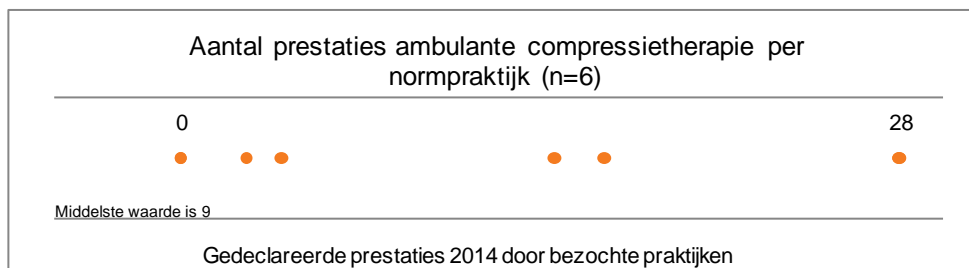 Aantal prestaties ambulante compressietherapie per
normpraktijk (n=6)
0 28
Middelste waarde is 9
Gedeclareerde prestaties 2014 door bezochte praktijken